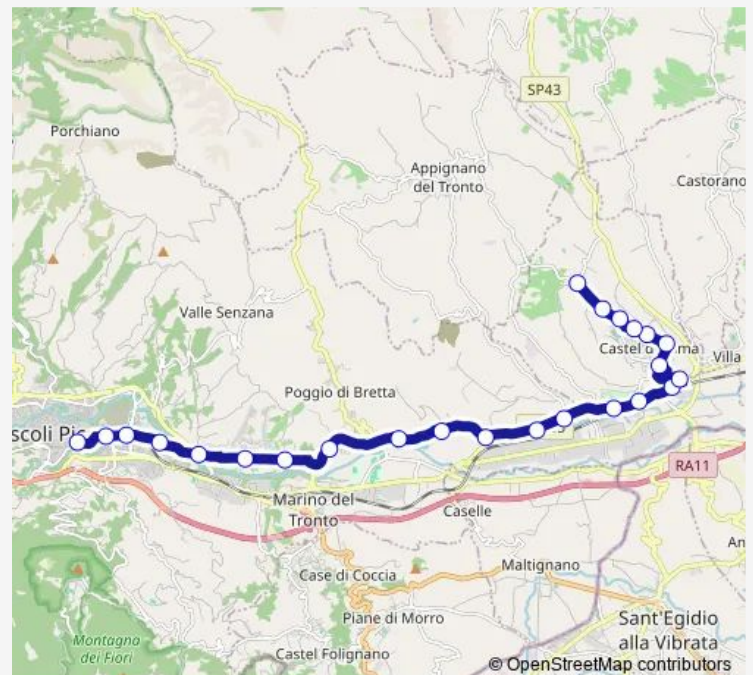 SP43
Porchiano
Appignano
del Tronto
Castorano
Valle Senzana
Villa
Poggio di Bretta
RA11
Marino del
Tronto
Caselle
An
Case di Coccia
Maltignano
Piane di Morro
Sant'Egidio
alla Vibrata
Montagna
dei Fiori
Castel Folignano
© OpenStreetMap contributors